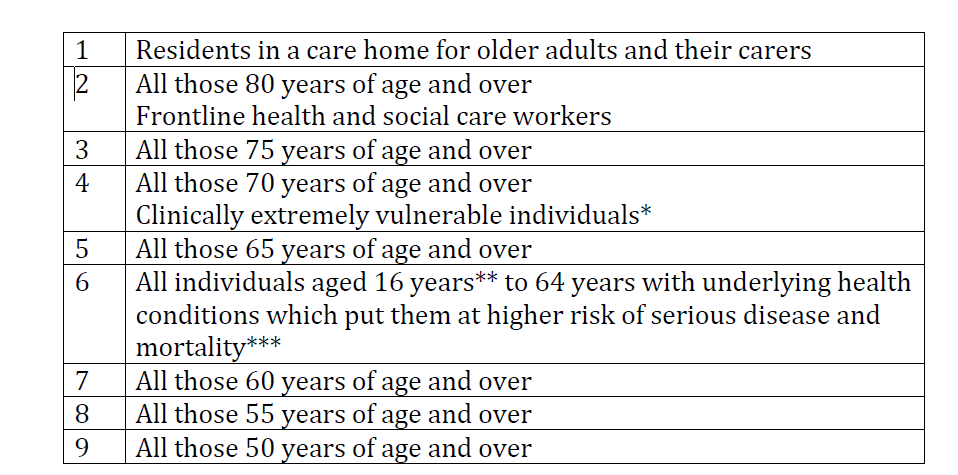 1 Residents in a care home for older adults and their carers
2 All those 80 years of age and over
Frontline health and social care workers
3 All those 75 years of age and over
4 All those 70 years of age and over
Clinically extremely vulnerable individuals*
5 All those 65 years of age and over
6 All individuals aged 16 years** to 64 years with underlying health
conditions which put them at higher risk of serious disease and
mortality***
7 All those 60 years of age and over
8 All those 55 years of age and over
9 All those 50 years of age and over